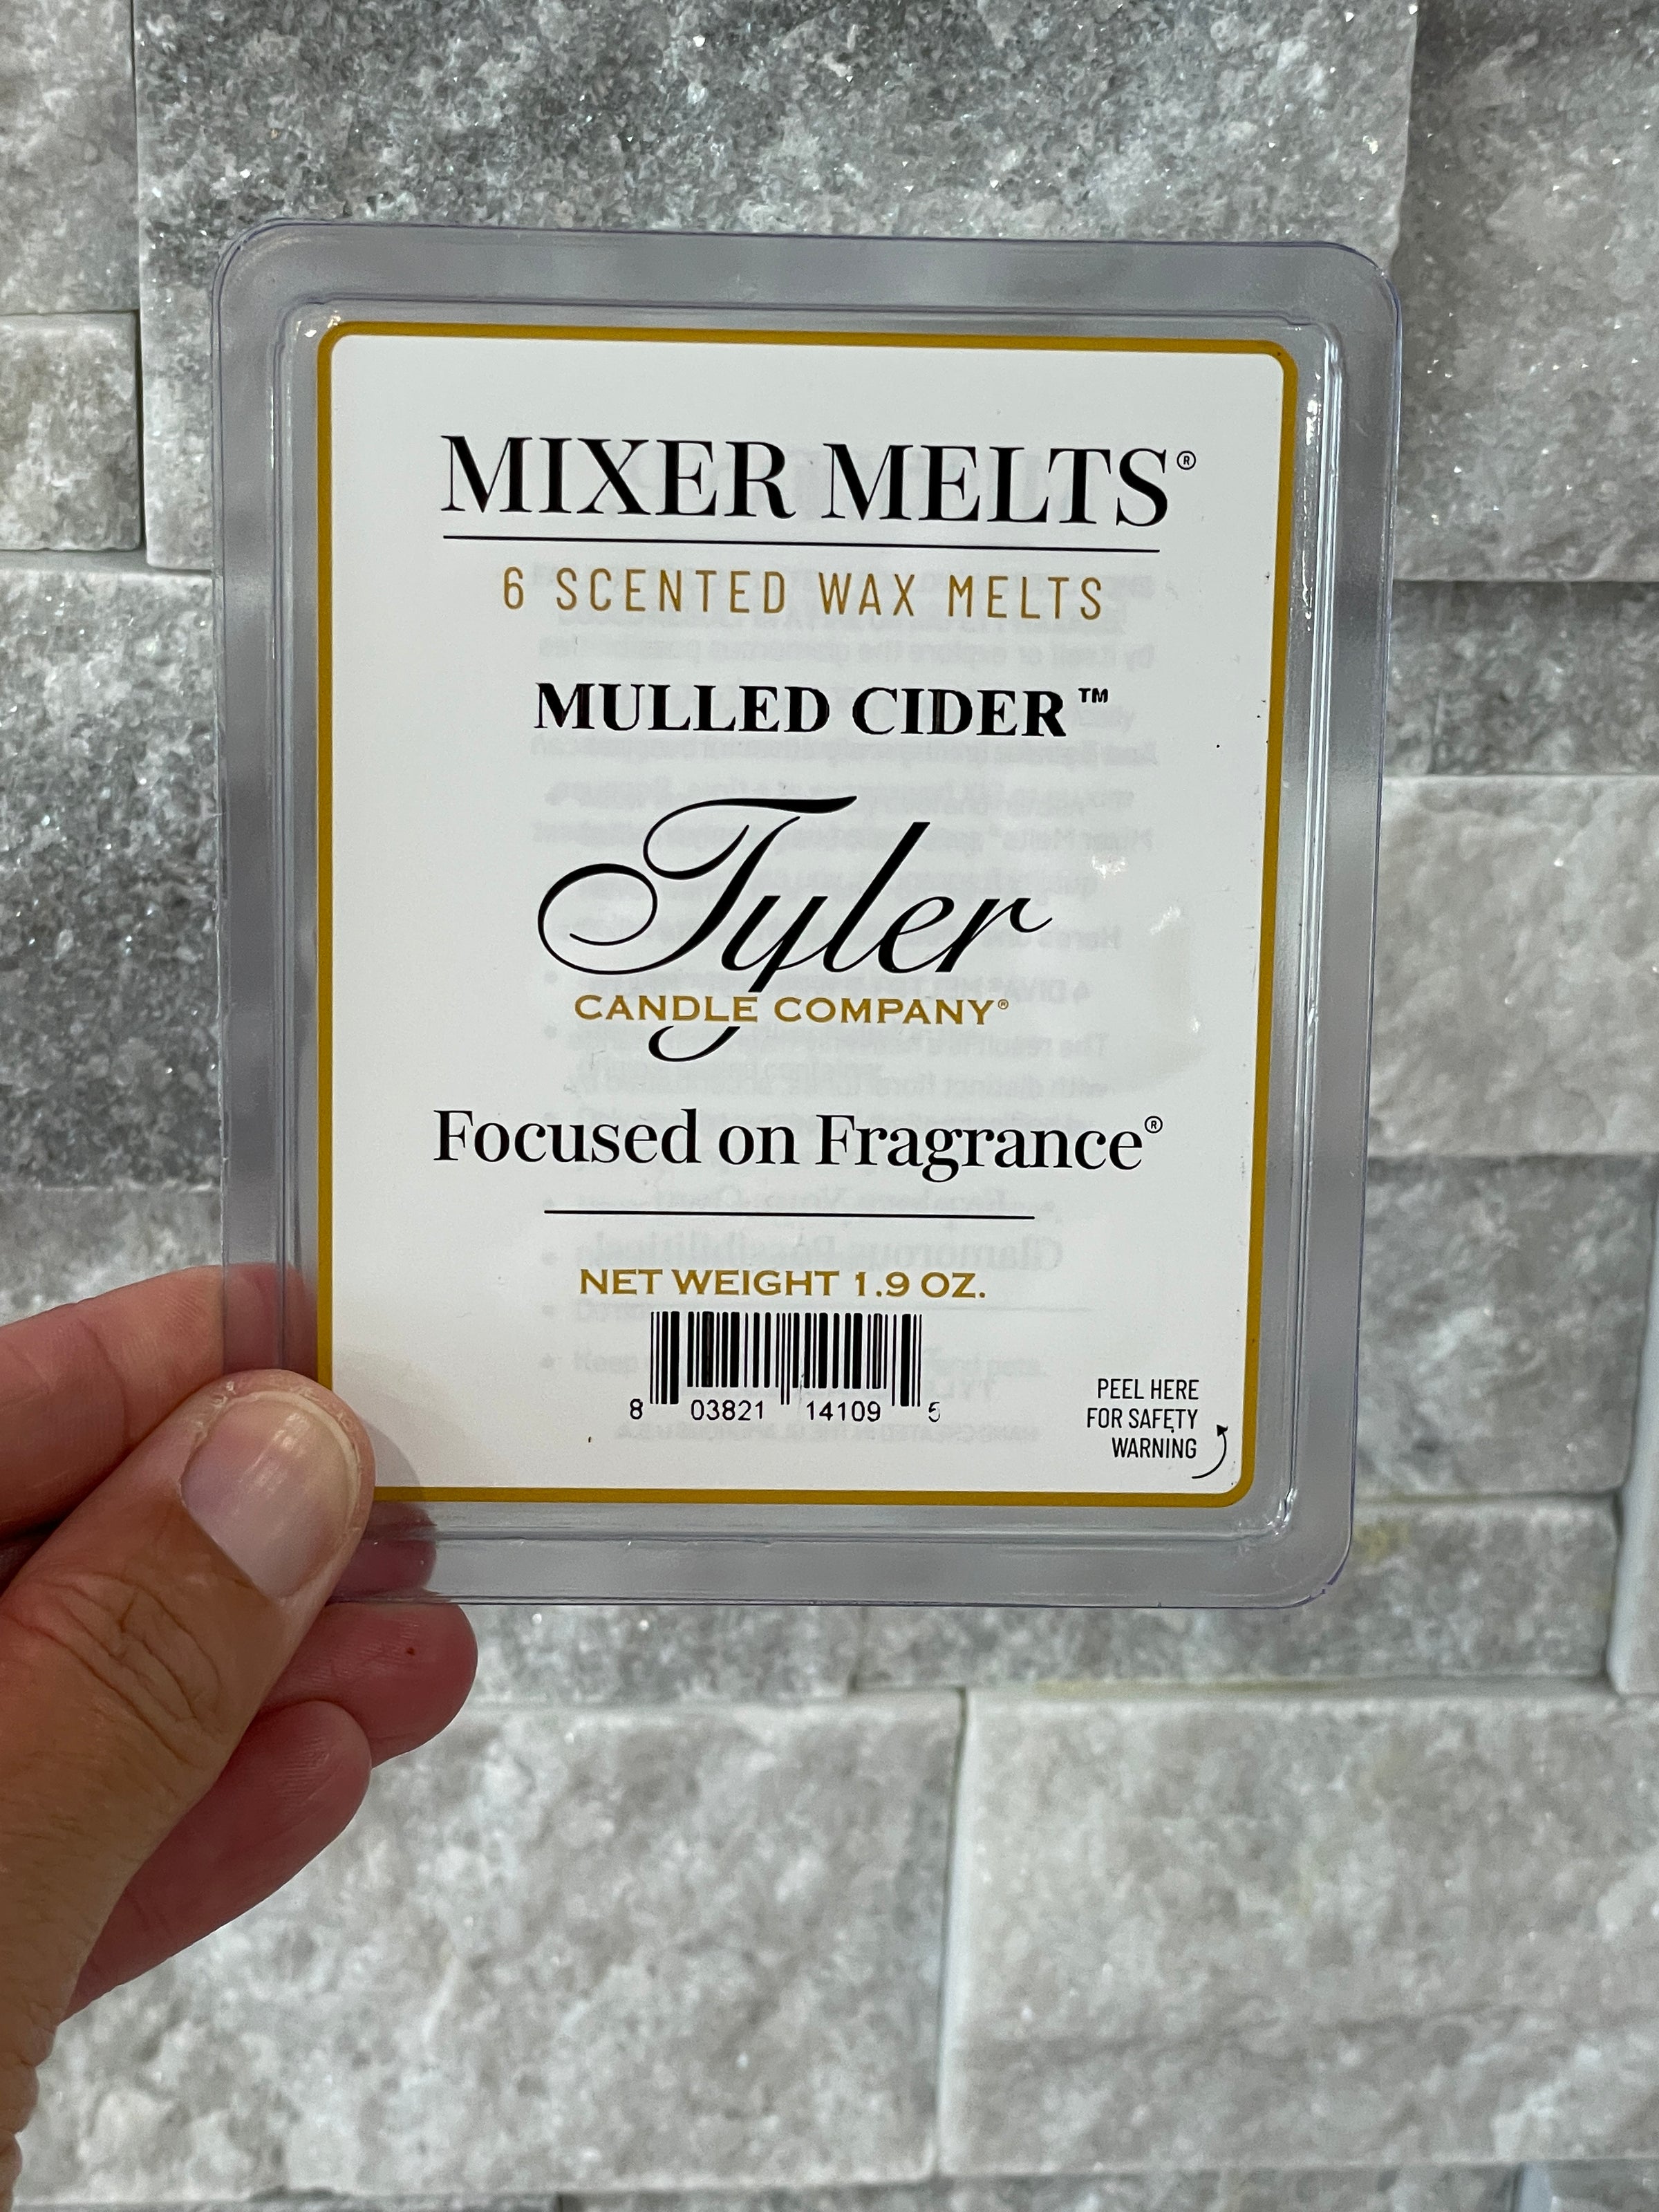 MIXER MELTS®
6 SCENTED WAX MELTS
MULLED CIDER™
Tyler
CANDLE COMPANY®
Focused on Fragrance®
NET WEIGHT 1.9 OZ.
8 03821 14109 5
PEEL HERE
FOR SAFETY
WARNING